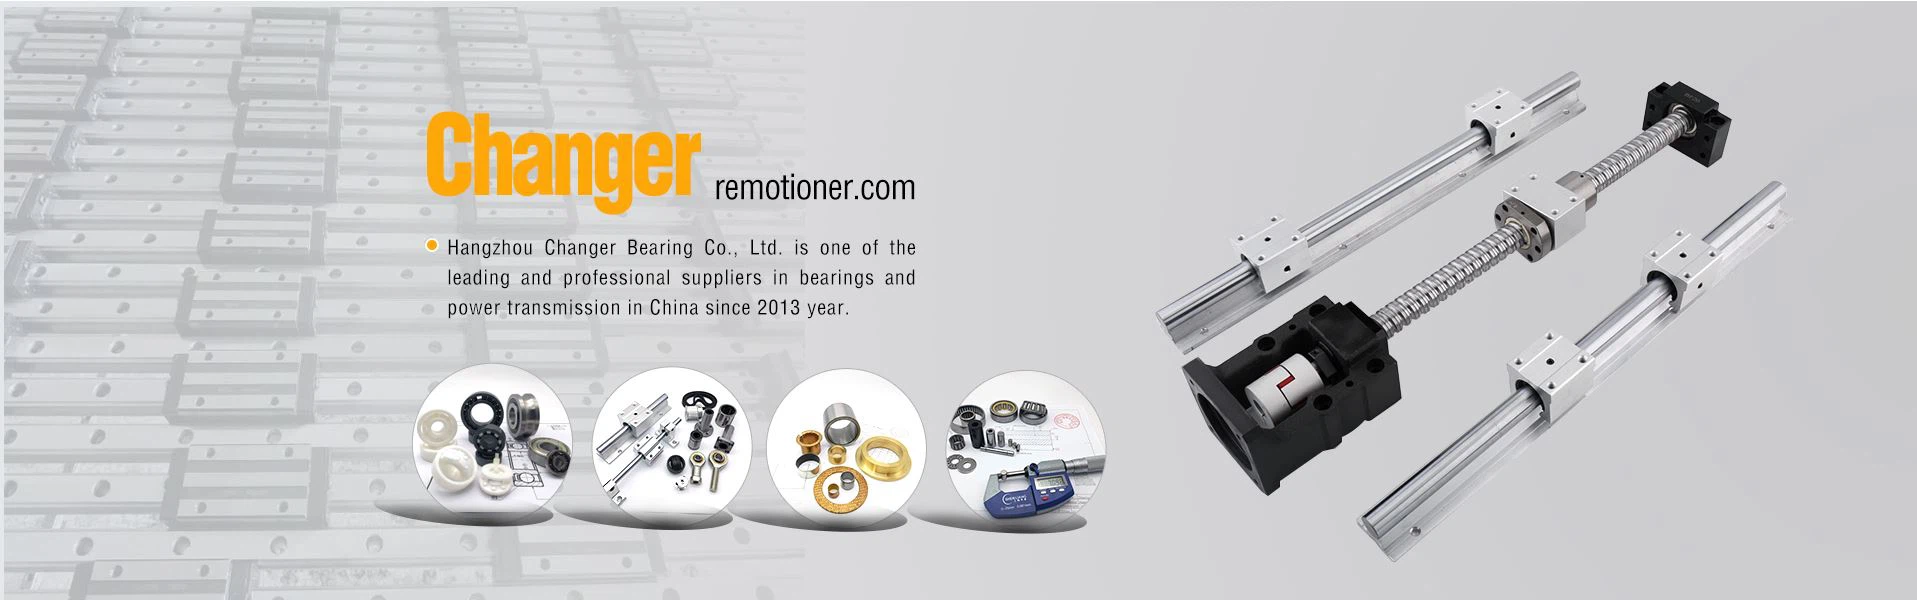 Changer
remotioner.com
Hangzhou Changer Bearing Co., Ltd. is one of the
leading and professional suppliers in bearings and
power transmission in China since 2013 year.